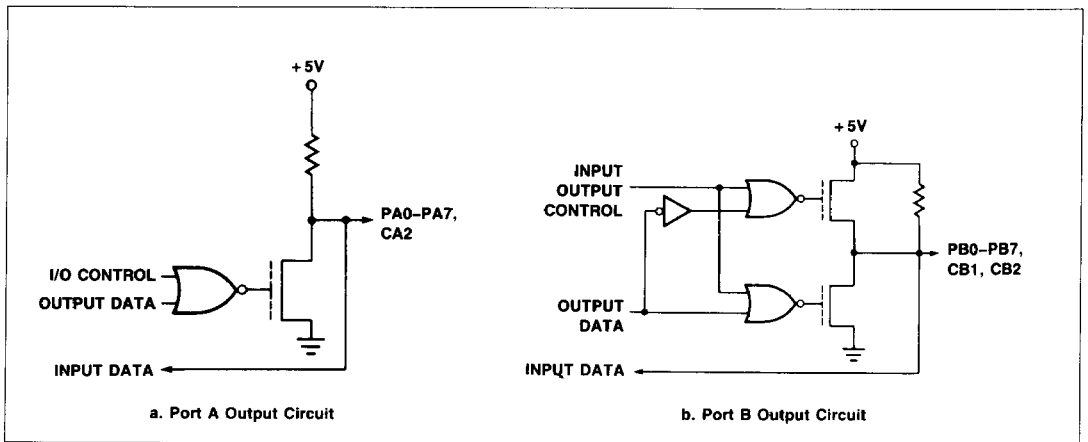 +5V
PA0–PA7,
CA2
I/O CONTROL
OUTPUT DATA
INPUT DATA
a. Port A Output Circuit
+5V
INPUT
OUTPUT
CONTROL
PB0–PB7,
CB1, CB2
OUTPUT
DATA
INPUT DATA
b. Port B Output Circuit